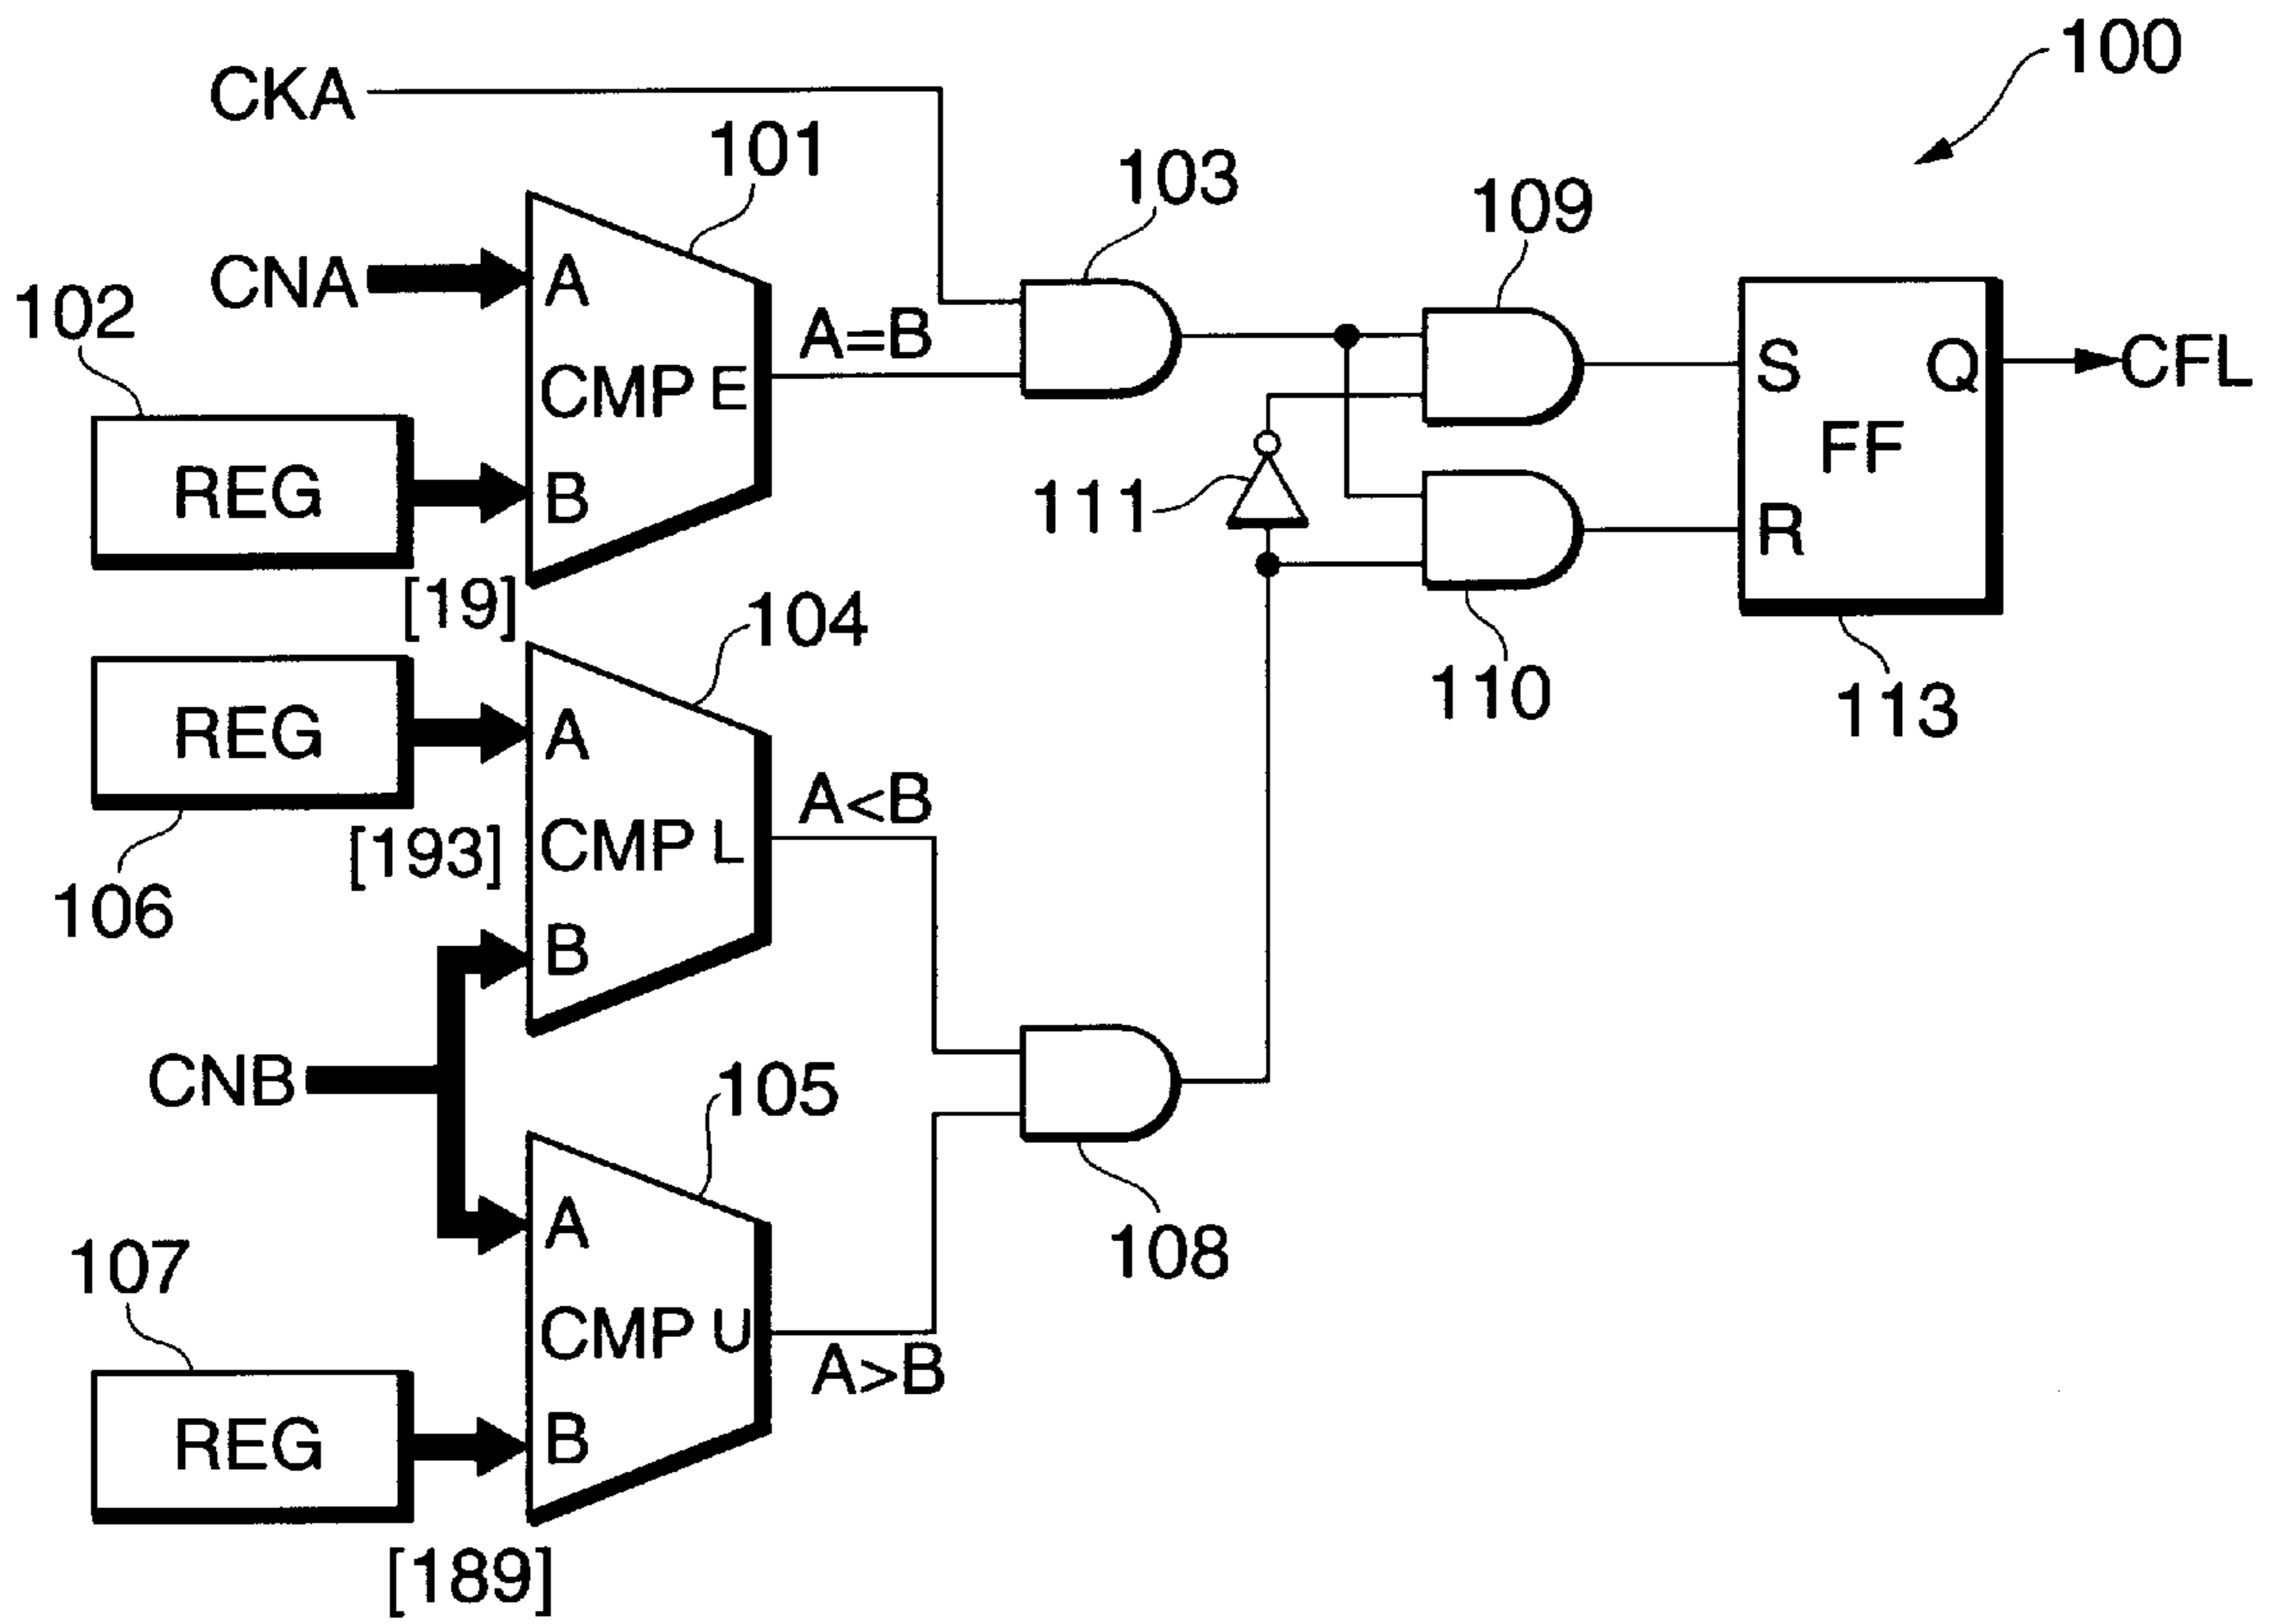 100
CKA
101
103
109
CNA
A
102
A=B
S
Q
CFL
CMP E
FF
REG
B
111
R
[19]
104
110
113
REG
A
A<B
CMP L
[193]
106
B
CNB
105
A
108
107
CMP U
A>B
REG
B
[189]